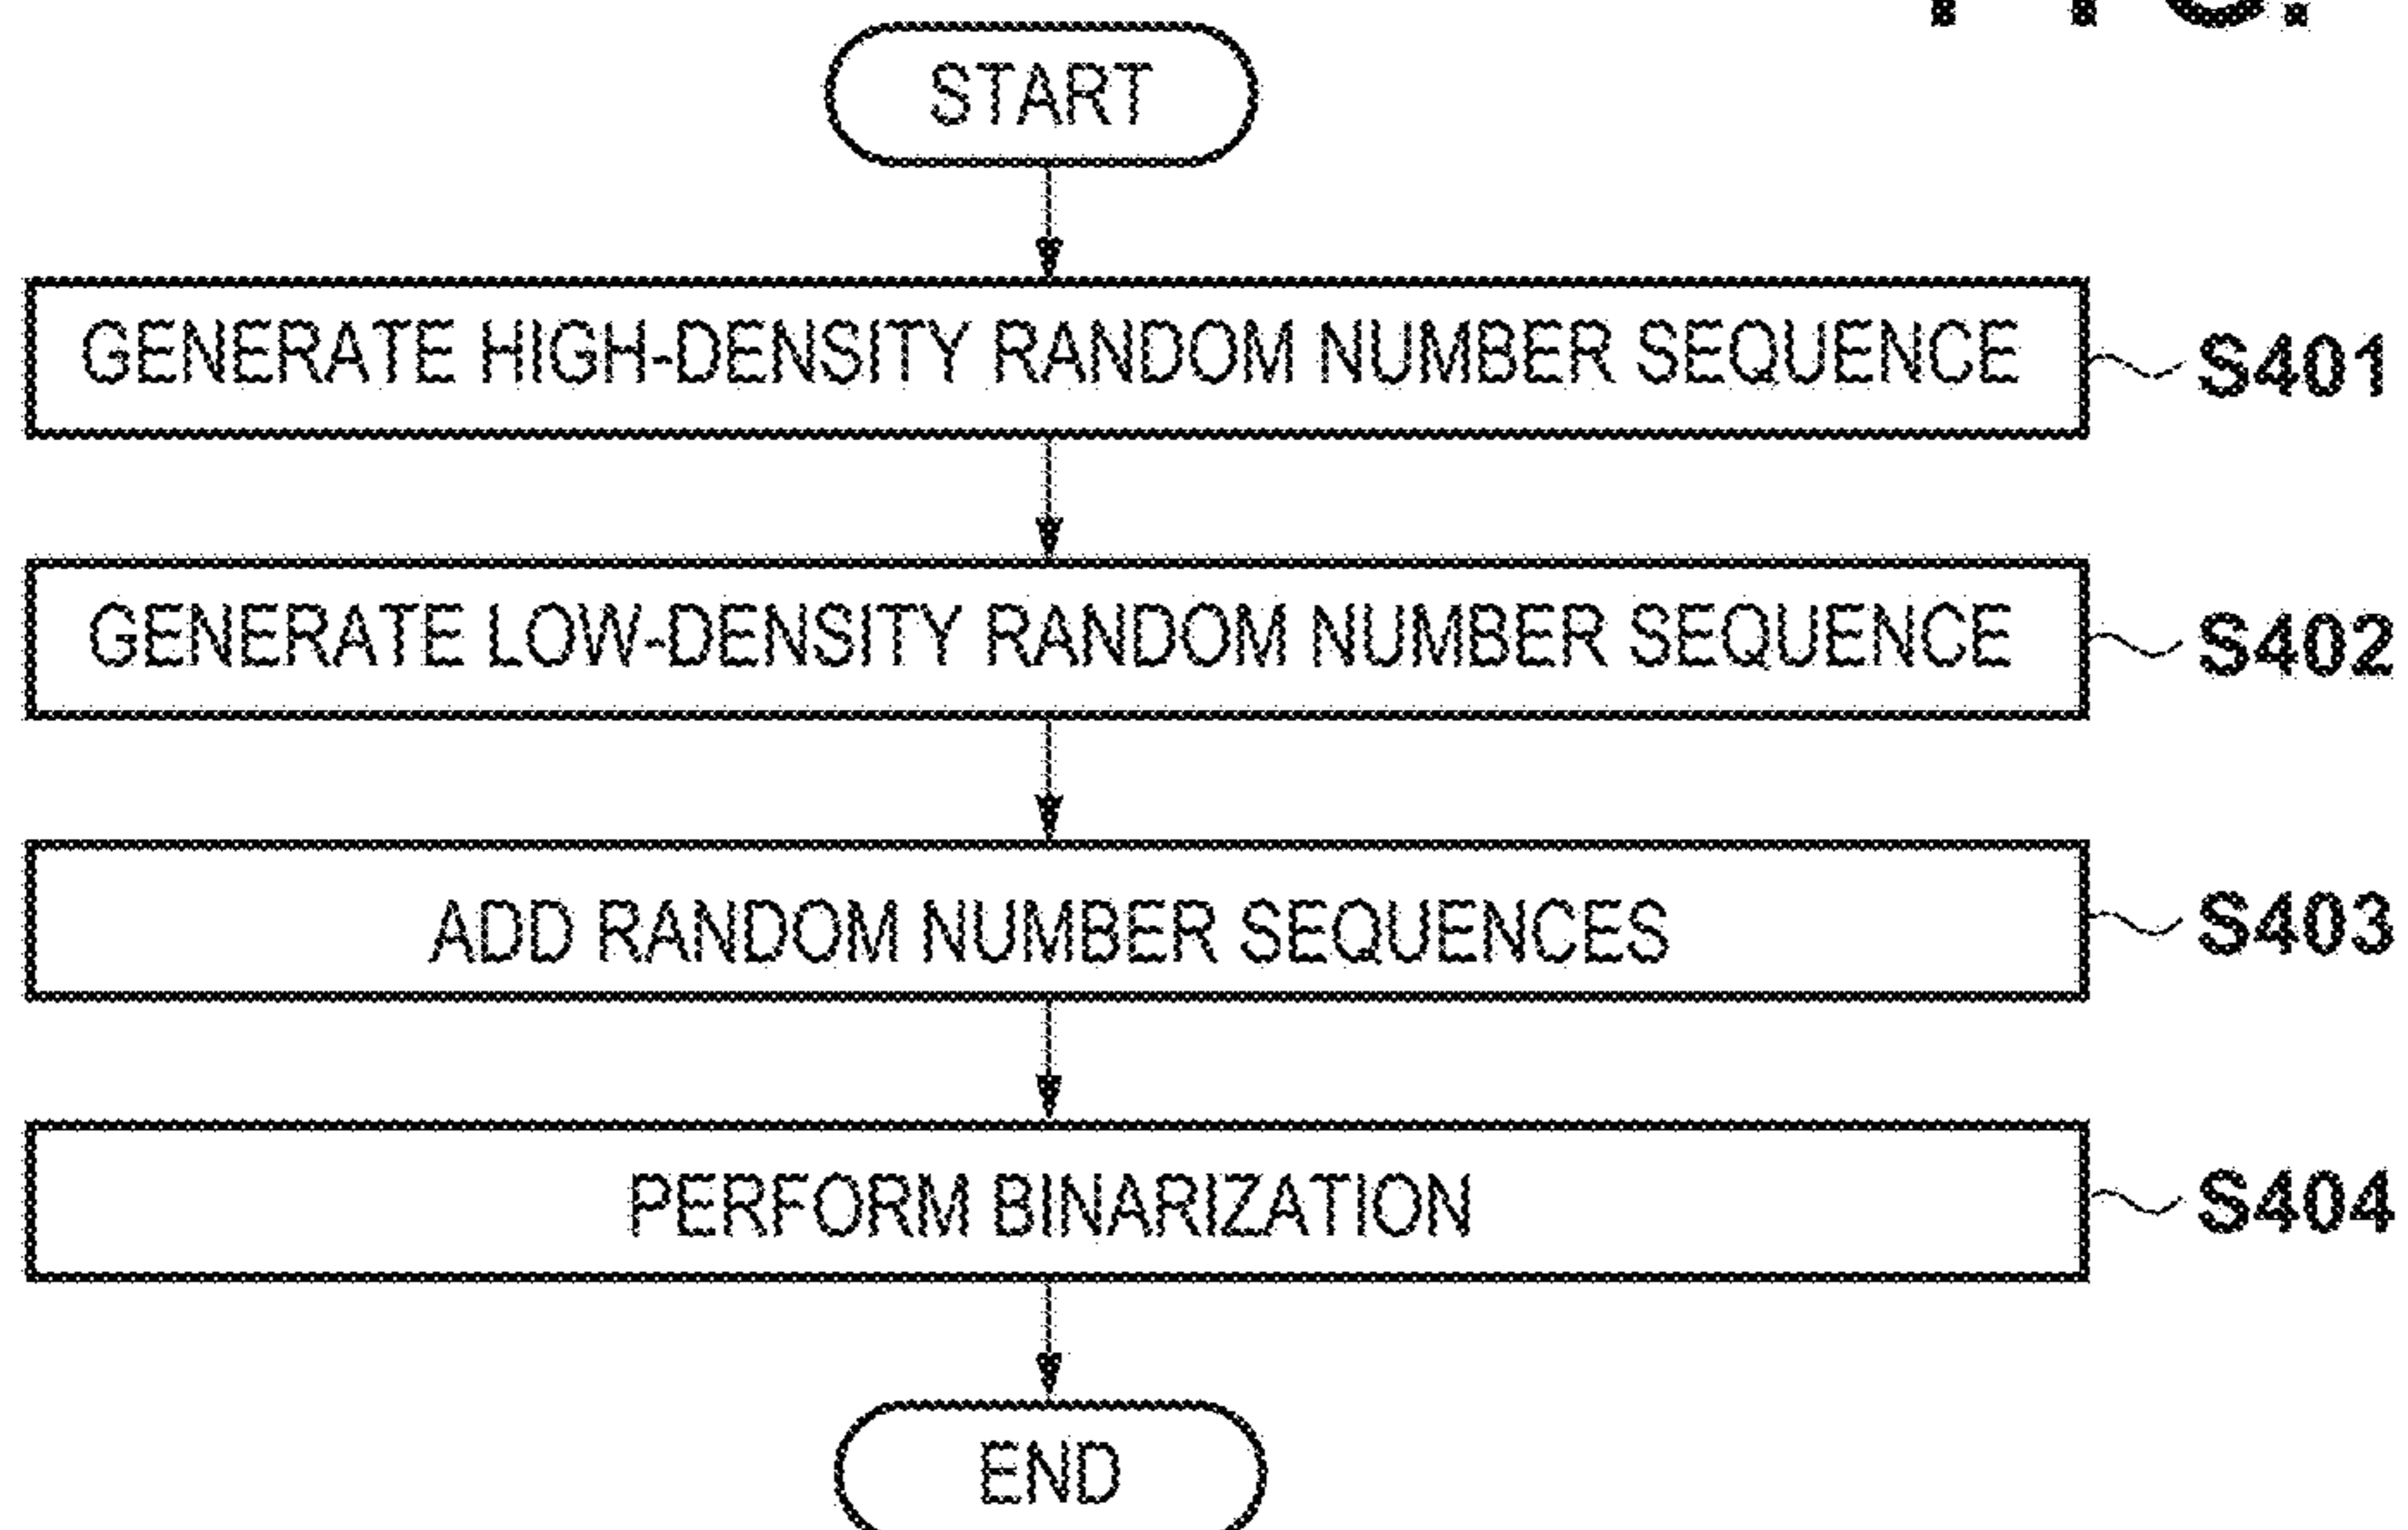 START
GENERATE HIGH-DENSITY RANDOM NUMBER SEQUENCE S401
GENERATE LOW-DENSITY RANDOM NUMBER SEQUENCE S402
ADD RANDOM NUMBER SEQUENCES S403
PERFORM BINARIZATION S404
END